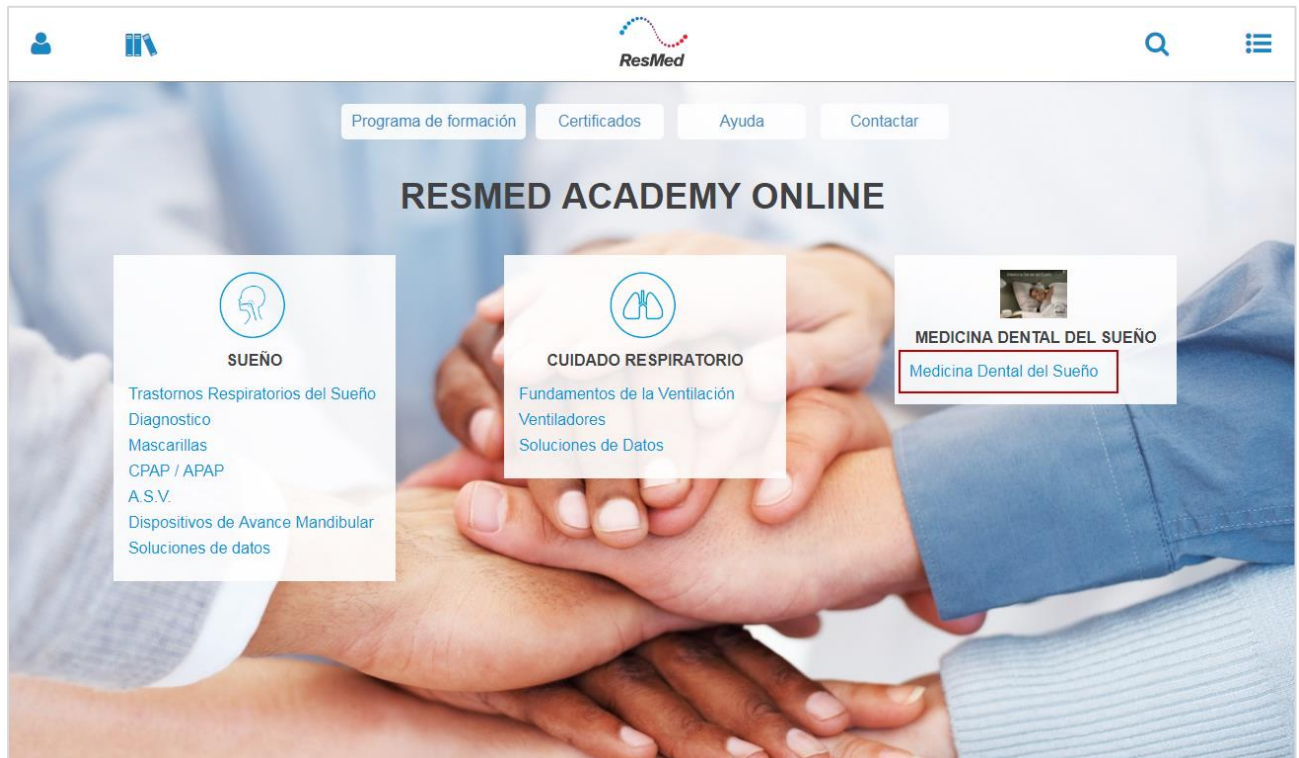 ResMed
Programa de formación
Certificados
Ayuda
Contactar
RESMED ACADEMY ONLINE
SUEÑO
Trastornos Respiratorios del Sueño
Diagnostico
Mascarillas
CPAP / APAP
A.S.V.
Dispositivos de Avance Mandibular
Soluciones de datos
CUIDADO RESPIRATORIO
Fundamentos de la Ventilación
Ventiladores
Soluciones de Datos
MEDICINA DENTAL DEL SUEÑO
Medicina Dental del Sueño